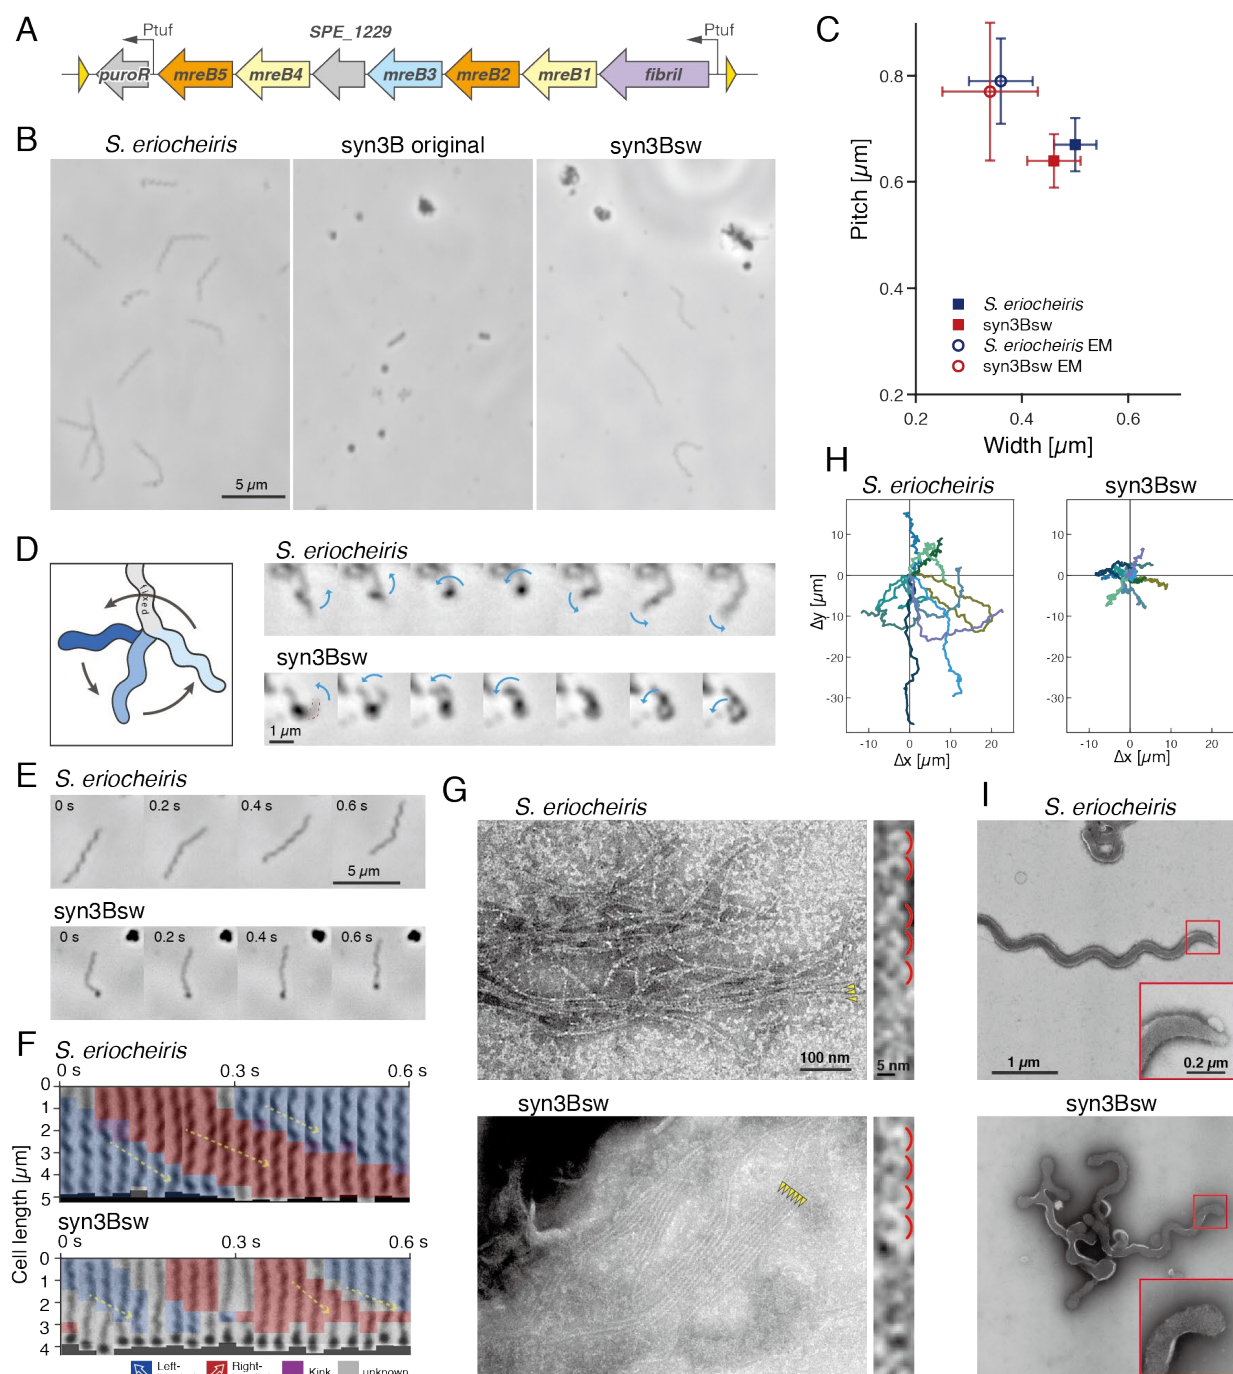 A
Ptuf
SPE_1229
Ptuf
puroR
mreB5
mreB4
mreB3
mreB2
mreB1
fibril
B
S. eriocheiris
syn3B original
syn3Bsw
5 µm
C
Pitch [µm]
0.8
0.6
0.4
0.2
S. eriocheiris
syn3Bsw
S. eriocheiris EM
syn3Bsw EM
0.2
0.4
0.6
Width [µm]
D
Fixed
S. eriocheiris
syn3Bsw
1 µm
E
S. eriocheiris
0 s
0.2 s
0.4 s
0.6 s
5 µm
syn3Bsw
0 s
0.2 s
0.4 s
0.6 s
F
S. eriocheiris
0 s
0.3 s
0.6 s
0
1
2
3
4
5
Cell length [µm]
syn3Bsw
0 s
0.3 s
0.6 s
0
1
2
3
4
Left-
Right-
Kink
unknown
G
S. eriocheiris
100 nm
5 nm
syn3Bsw
H
S. eriocheiris
Δy [µm]
10
0
-10
-20
-30
-10
0
10
20
Δx [µm]
syn3Bsw
10
0
-10
-20
-30
-10
0
10
20
Δx [µm]
I
S. eriocheiris
1 µm
0.2 µm
syn3Bsw